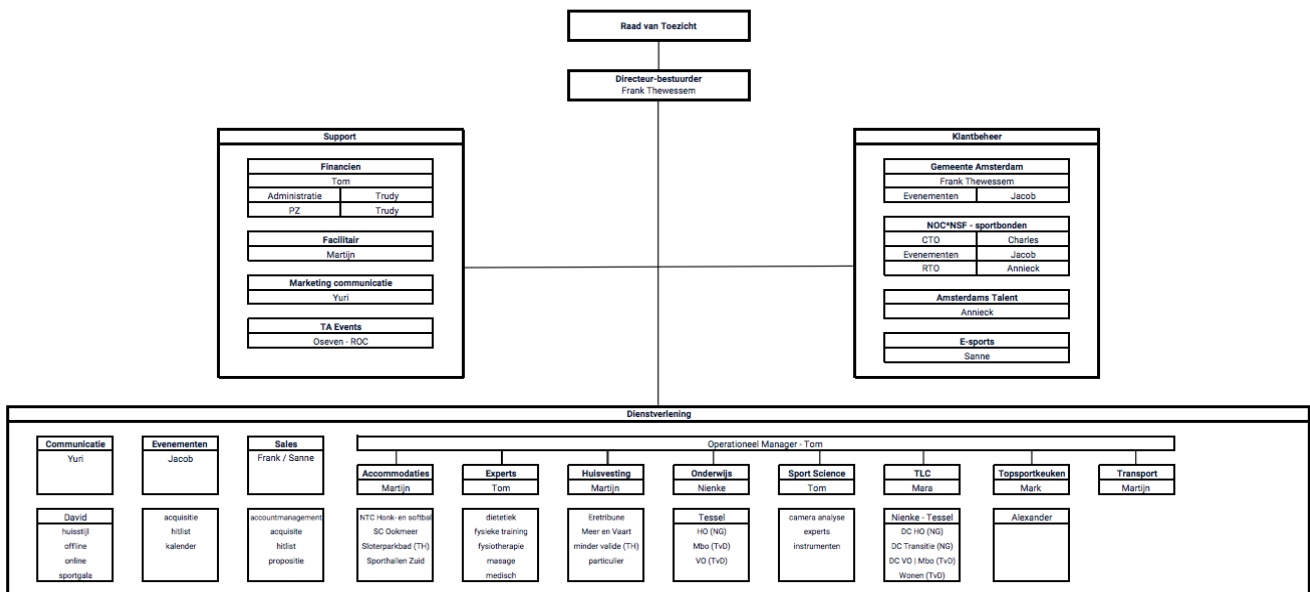 Raad van Toezicht
Directeur-bestuurder
Frank Thewessem
Support
Financien
Tom
Administratie Trudy
PZ Trudy
Facilitair
Martijn
Marketing communicatie
Yuri
TA Events
Oseven - ROC
Klantbeheer
Gemeente Amsterdam
Frank Thewessem
Evenementen Jacob
NOC*NSF - sportbonden
CTO Charles
Evenementen Jacob
RTO Annieck
Amsterdams Talent
Annieck
E-sports
Sanne
Dienstverlening
Communicatie
Yuri
David
huisstijl
offline
online
sportgala
Evenementen
Jacob
acquisitie
hitlist
kalender
Sales
Frank / Sanne
accountmanagement
acquisite
hitlist
propositie
Operationeel Manager - Tom
Accommodaties
Martijn
NTC Honk- en softbal
SC Ookmeer
Sloterparkbad (TH)
Sporthallen Zuid
Experts
Tom
dietetiek
fysieke training
fysiotherapie
masage
medisch
Huisvesting
Martijn
Eretribune
Meer en Vaart
minder valide (TH)
particulier
Onderwijs
Nienke
Tessel
HO (NG)
Mbo (TvD)
VO (TvD)
Sport Science
Tom
camera analyse
experts
instrumenten
TLC
Mara
Nienke - Tessel
DC HO (NG)
DC Transitie (NG)
DC VO | Mbo (TvD)
Wonen (TvD)
Topsportkeuken
Mark
Alexander
Transport
Martijn